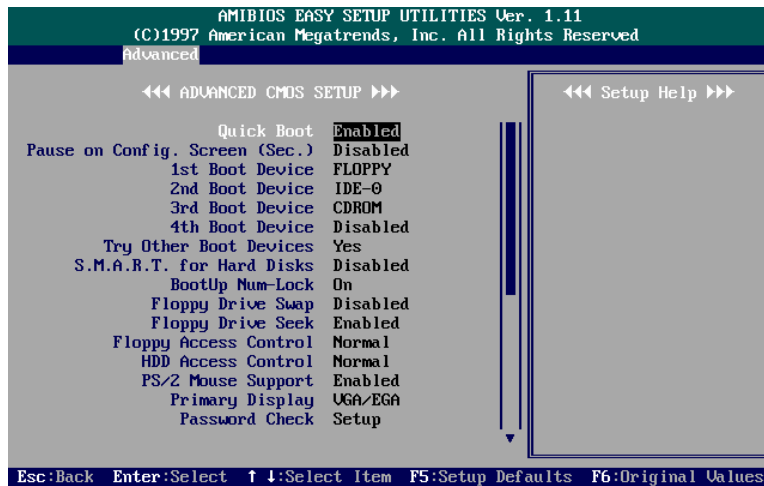 AMIBIOS EASY SETUP UTILITIES Ver. 1.11
(C)1997 American Megatrends, Inc. All Rights Reserved
Advanced
ADVANCED CMOS SETUP
Setup Help
Quick Boot Enabled
Pause on Config. Screen (Sec.) Disabled
1st Boot Device FLOPPY
2nd Boot Device IDE-0
3rd Boot Device CDROM
4th Boot Device Disabled
Try Other Boot Devices Yes
S.M.A.R.T. for Hard Disks Disabled
BootUp Num-Lock On
Floppy Drive Swap Disabled
Floppy Drive Seek Enabled
Floppy Access Control Normal
HDD Access Control Normal
PS/2 Mouse Support Enabled
Primary Display VGA/EGA
Password Check Setup
Esc:Back Enter:Select ↑ ↓:Select Item F5:Setup Defaults F6:Original Values